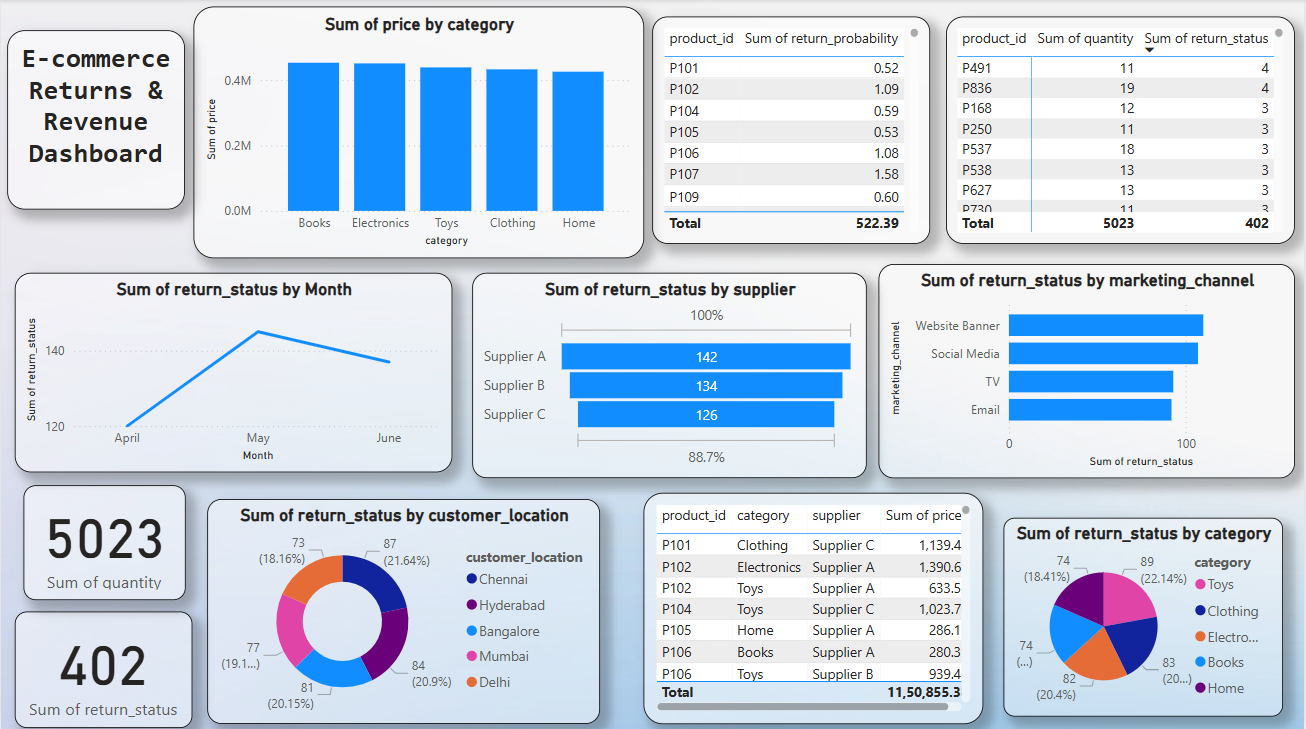 E-commerce
Returns &
Revenue
Dashboard
Sum of price by category
Sum of price
0.4M
0.2M
0.0M
Books Electronics Toys Clothing Home
category
product_id Sum of return_probability
P101 0.52
P102 1.09
P104 0.59
P105 0.53
P106 1.08
P107 1.58
P109 0.60
Total 522.39
product_id Sum of quantity Sum of return_status
P491 11 4
P836 19 4
P168 12 3
P250 11 3
P537 18 3
P538 13 3
P627 13 3
P730 11 3
Total 5023 402
Sum of return_status by Month
Sum of return_status
140
120
April May June
Month
Sum of return_status by supplier
100%
Supplier A 142
Supplier B 134
Supplier C 126
88.7%
Sum of return_status by marketing_channel
marketing_channel
Website Banner
Social Media
TV
Email
0 100
Sum of return_status
5023
Sum of quantity
402
Sum of return_status
Sum of return_status by customer_location
73
(18.16%)
87
(21.64%)
77
(19.1...)
84
(20.9%)
81
(20.15%)
customer_location
Chennai
Hyderabad
Bangalore
Mumbai
Delhi
product_id category supplier Sum of price
P101 Clothing Supplier C 1,139.4
P102 Electronics Supplier A 1,390.6
P102 Toys Supplier A 633.5
P104 Toys Supplier C 1,023.7
P105 Home Supplier A 286.1
P106 Books Supplier A 280.3
P106 Toys Supplier B 939.4
Total 11,50,855.3
Sum of return_status by category
74
(18.41%)
89
(22.14%)
74
(...)
83
(20...)
82
(20.4%)
category
Toys
Clothing
Electro...
Books
Home